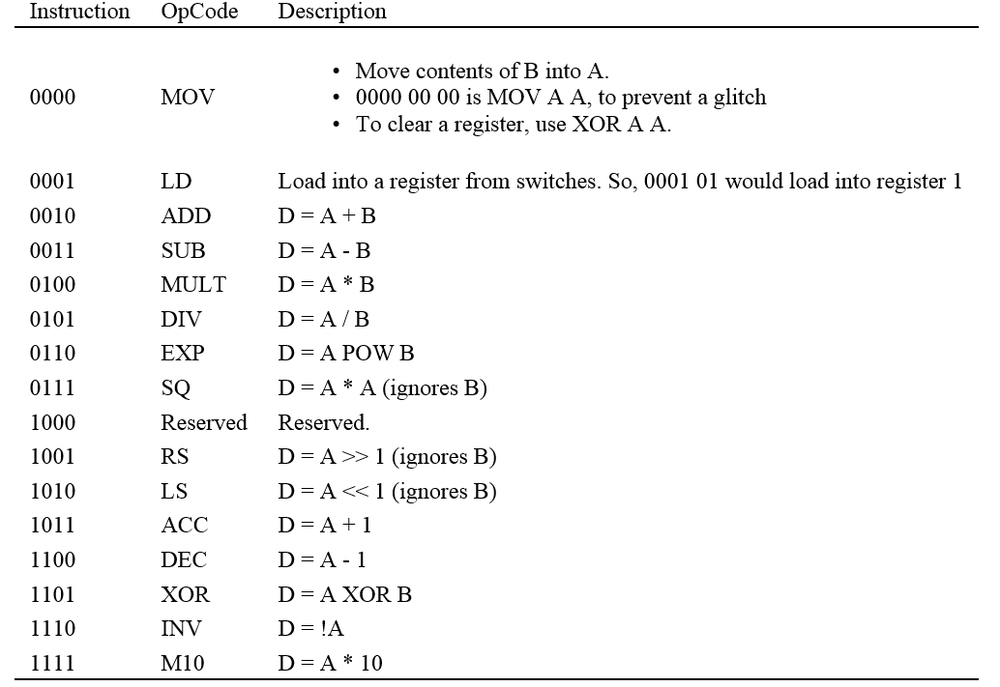 Instruction OpCode Description
• Move contents of B into A.
0000 MOV • 0000 00 00 is MOV A A, to prevent a glitch
• To clear a register, use XOR A A.
0001 LD Load into a register from switches. So, 0001 01 would load into register 1
0010 ADD D = A + B
0011 SUB D = A - B
0100 MULT D = A * B
0101 DIV D = A / B
0110 EXP D = A POW B
0111 SQ D = A * A (ignores B)
1000 Reserved Reserved.
1001 RS D = A >> 1 (ignores B)
1010 LS D = A << 1 (ignores B)
1011 ACC D = A + 1
1100 DEC D = A - 1
1101 XOR D = A XOR B
1110 INV D = !A
1111 M10 D = A * 10